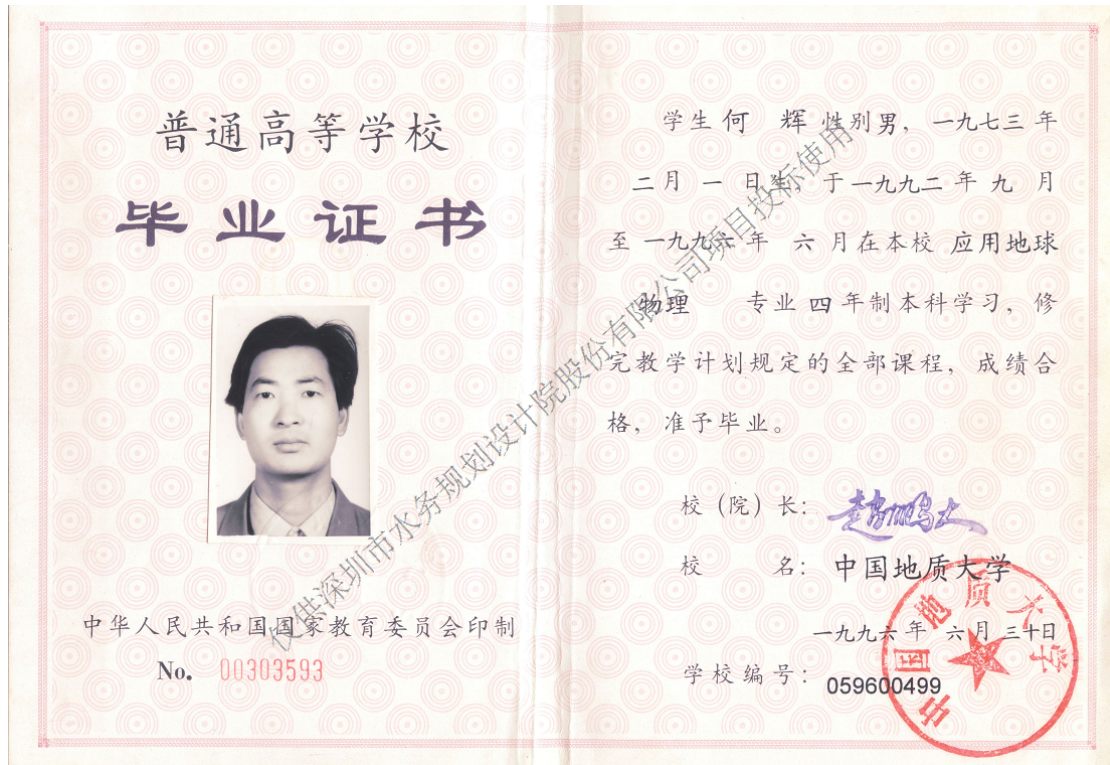 普通高等学校
毕业证书
中华人民共和国国家教育委员会印制
No. 00303593
学生何 辉 性别男，一九七三年
二月 一 日生 于一九九二年九 月
至一九九六年 六月在本校 应用地球
物理 专业 四 年制本科学习，修
完教学计划规定的全部课程，成绩合
格，准予毕业。
校（院）长：赵鹏大
校 名：中国地质大学
一九九六年 六月 三十日
学校编号：059600499
中国地质大学
仅供深圳市水务规划设计院股份有限公司项目投标使用